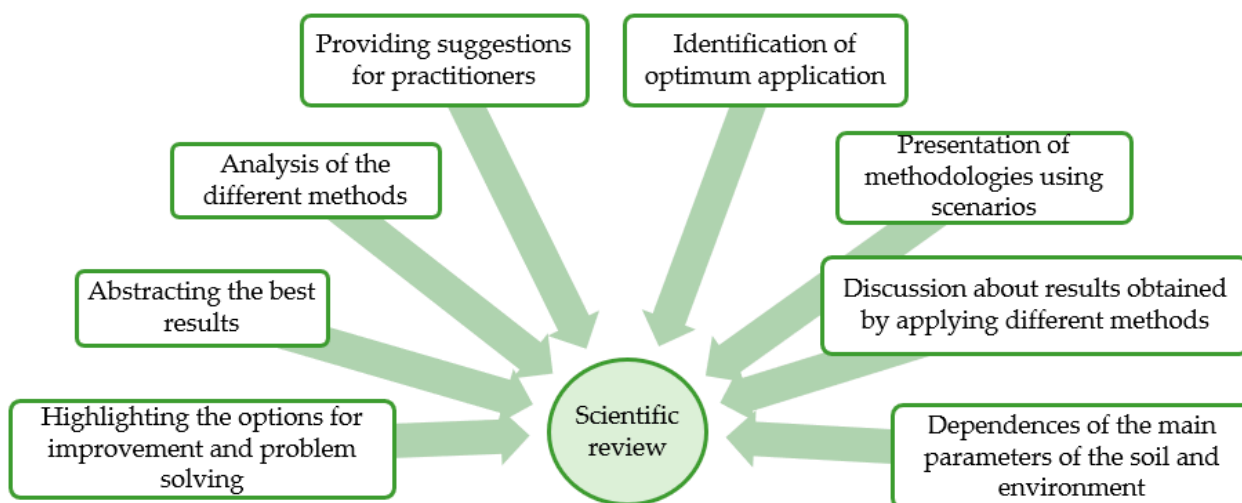 Providing suggestions
for practitioners
Identification of
optimum application
Analysis of the
different methods
Presentation of
methodologies using
scenarios
Abstracting the best
results
Discussion about results obtained
by applying different methods
Highlighting the options for
improvement and problem
solving
Scientific
review
Dependences of the main
parameters of the soil and
environment